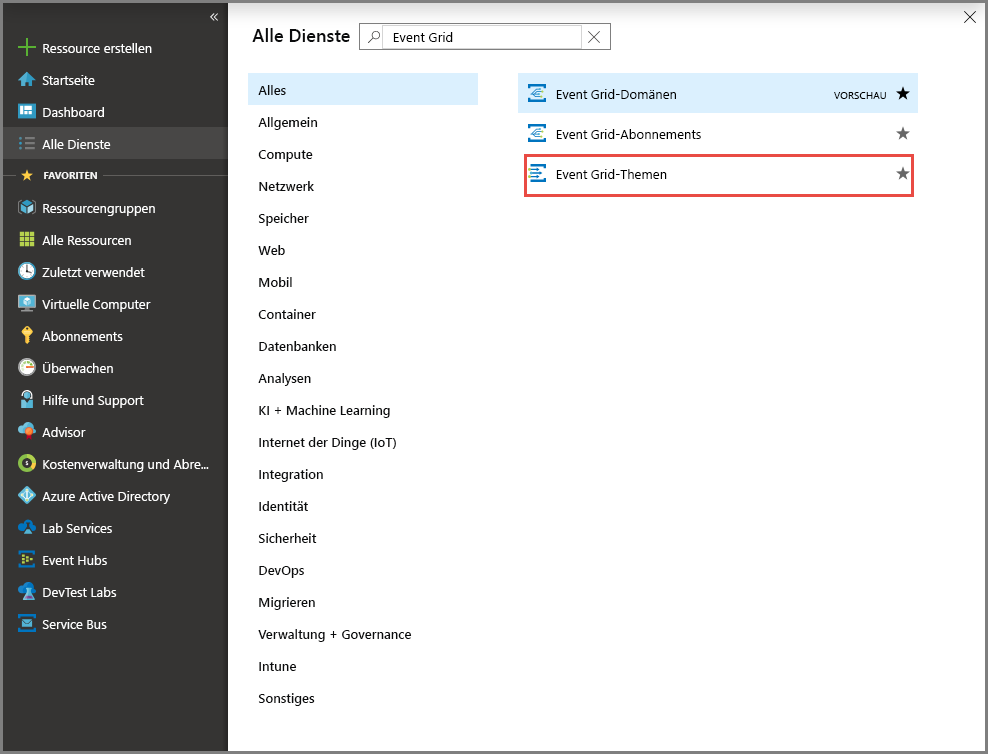 «
Ressource erstellen
Startseite
Dashboard
Alle Dienste
FAVORITEN
Ressourcengruppen
Alle Ressourcen
Zuletzt verwendet
Virtuelle Computer
Abonnements
Überwachen
Hilfe und Support
Advisor
Kostenverwaltung und Abre...
Azure Active Directory
Lab Services
Event Hubs
DevTest Labs
Service Bus
Alle Dienste
Event Grid
Alles
Allgemein
Compute
Netzwerk
Speicher
Web
Mobil
Container
Datenbanken
Analysen
KI + Machine Learning
Internet der Dinge (IoT)
Integration
Identität
Sicherheit
DevOps
Migrieren
Verwaltung + Governance
Intune
Sonstiges
Event Grid-Domänen VORSCHAU
Event Grid-Abonnements
Event Grid-Themen